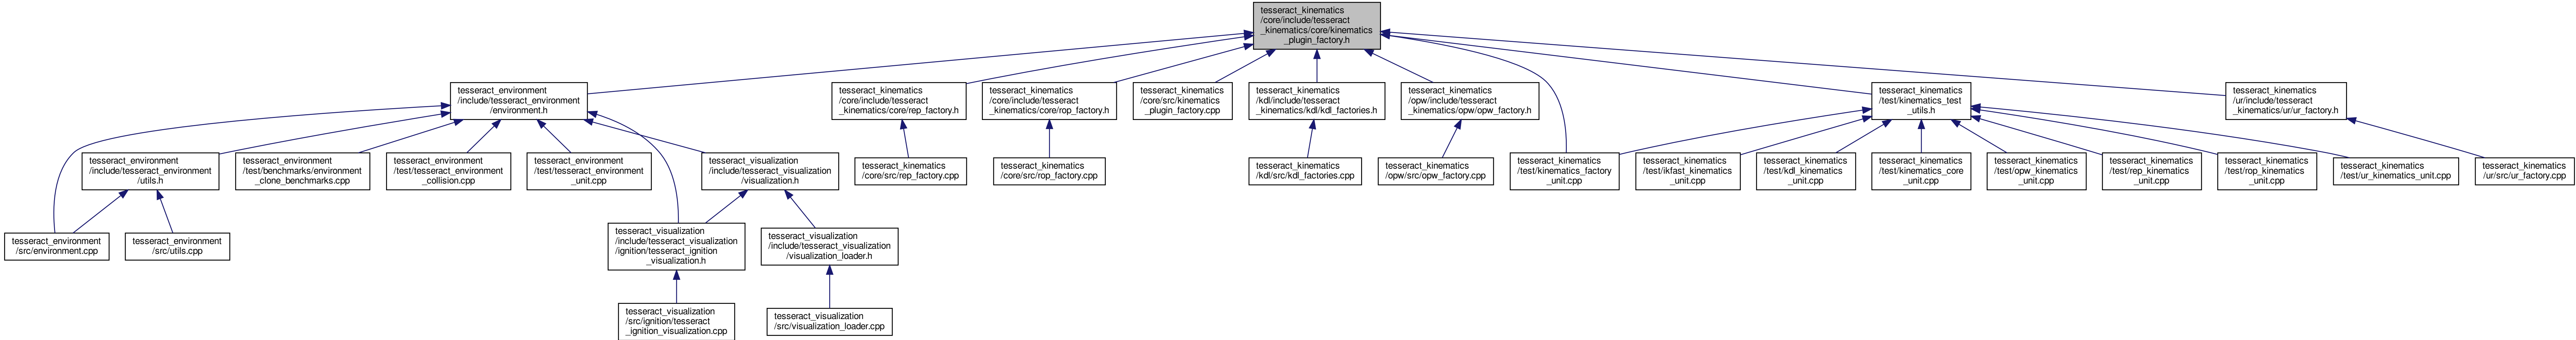 tesseract_kinematics
/core/include/tesseract
_kinematics/core/kinematics
_plugin_factory.h
tesseract_environment
/include/tesseract_environment
/environment.h
tesseract_kinematics
/core/include/tesseract
_kinematics/core/rep_factory.h
tesseract_kinematics
/core/include/tesseract
_kinematics/core/rop_factory.h
tesseract_kinematics
/core/src/kinematics
_plugin_factory.cpp
tesseract_kinematics
/kdl/include/tesseract
_kinematics/kdl/kdl_factories.h
tesseract_kinematics
/opw/include/tesseract
_kinematics/opw/opw_factory.h
tesseract_kinematics
/test/kinematics_test
_utils.h
tesseract_kinematics
/ur/include/tesseract
_kinematics/ur/ur_factory.h
tesseract_environment
/include/tesseract_environment
/utils.h
tesseract_environment
/test/benchmarks/environment
_clone_benchmarks.cpp
tesseract_environment
/test/tesseract_environment
_collision.cpp
tesseract_environment
/test/tesseract_environment
_unit.cpp
tesseract_visualization
/include/tesseract_visualization
/visualization.h
tesseract_kinematics
/core/src/rep_factory.cpp
tesseract_kinematics
/core/src/rop_factory.cpp
tesseract_kinematics
/kdl/src/kdl_factories.cpp
tesseract_kinematics
/opw/src/opw_factory.cpp
tesseract_kinematics
/test/kinematics_factory
_unit.cpp
tesseract_kinematics
/test/ikfast_kinematics
_unit.cpp
tesseract_kinematics
/test/kdl_kinematics
_unit.cpp
tesseract_kinematics
/test/kinematics_core
_unit.cpp
tesseract_kinematics
/test/opw_kinematics
_unit.cpp
tesseract_kinematics
/test/rep_kinematics
_unit.cpp
tesseract_kinematics
/test/rop_kinematics
_unit.cpp
tesseract_kinematics
/test/ur_kinematics_unit.cpp
tesseract_kinematics
/ur/src/ur_factory.cpp
tesseract_environment
/src/environment.cpp
tesseract_environment
/src/utils.cpp
tesseract_visualization
/include/tesseract_visualization
/ignition/tesseract_ignition
_visualization.h
tesseract_visualization
/include/tesseract_visualization
/visualization_loader.h
tesseract_visualization
/src/ignition/tesseract
_ignition_visualization.cpp
tesseract_visualization
/src/visualization_loader.cpp